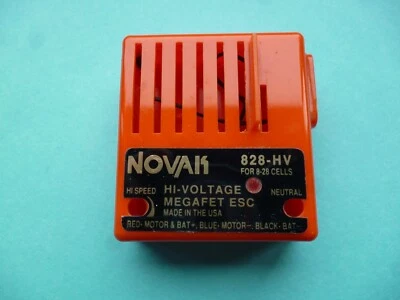 NOVAK 828-HV
FOR 8-28 CELLS
HI SPEED HI-VOLTAGE NEUTRAL
MEGAFET ESC
MADE IN THE USA
RED- MOTOR & BAT+, BLUE- MOTOR-, BLACK- BAT-